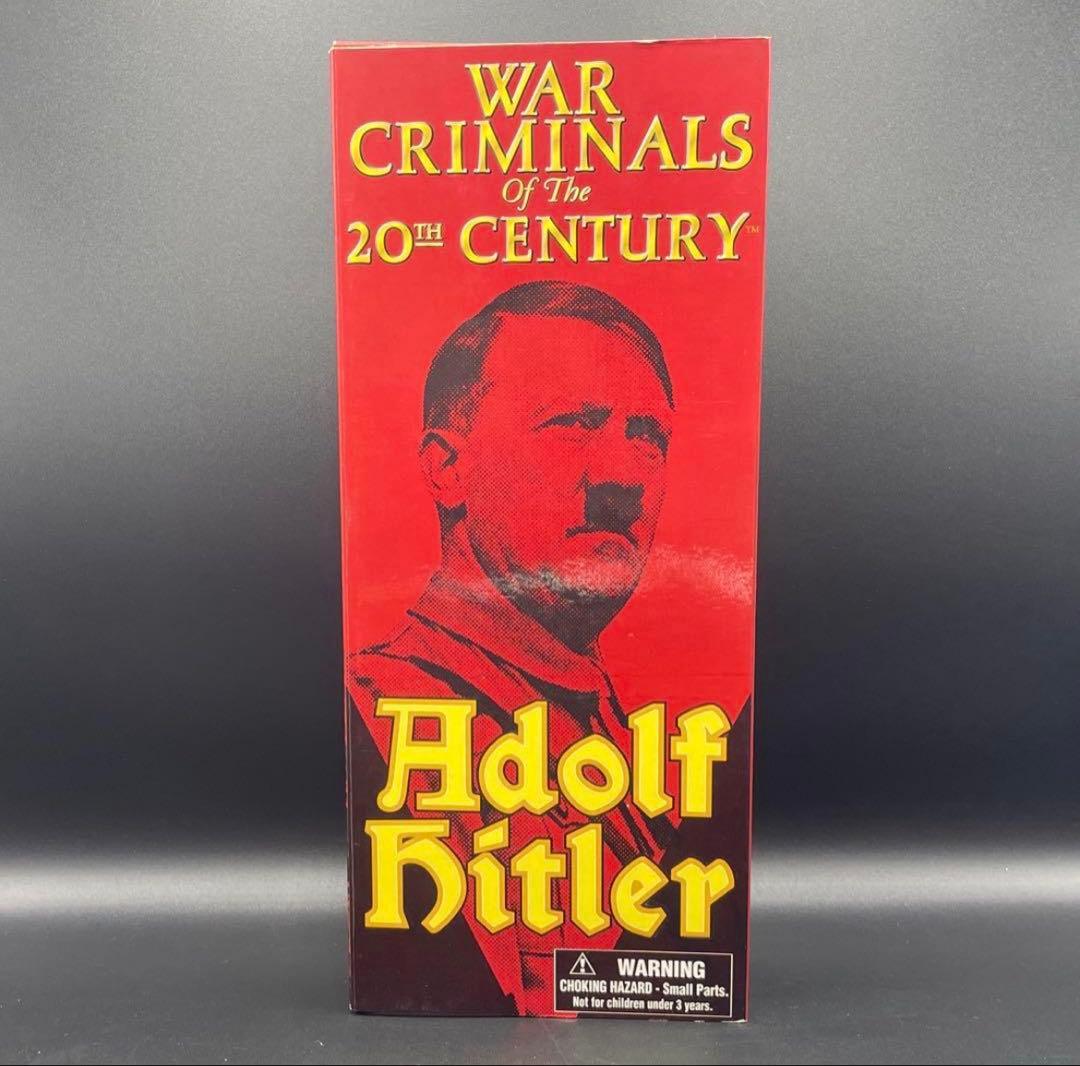 WAR
CRIMINALS
Of The
20TH CENTURY™
Adolf
Hitler
⚠ WARNING
CHOKING HAZARD - Small Parts.
Not for children under 3 years.